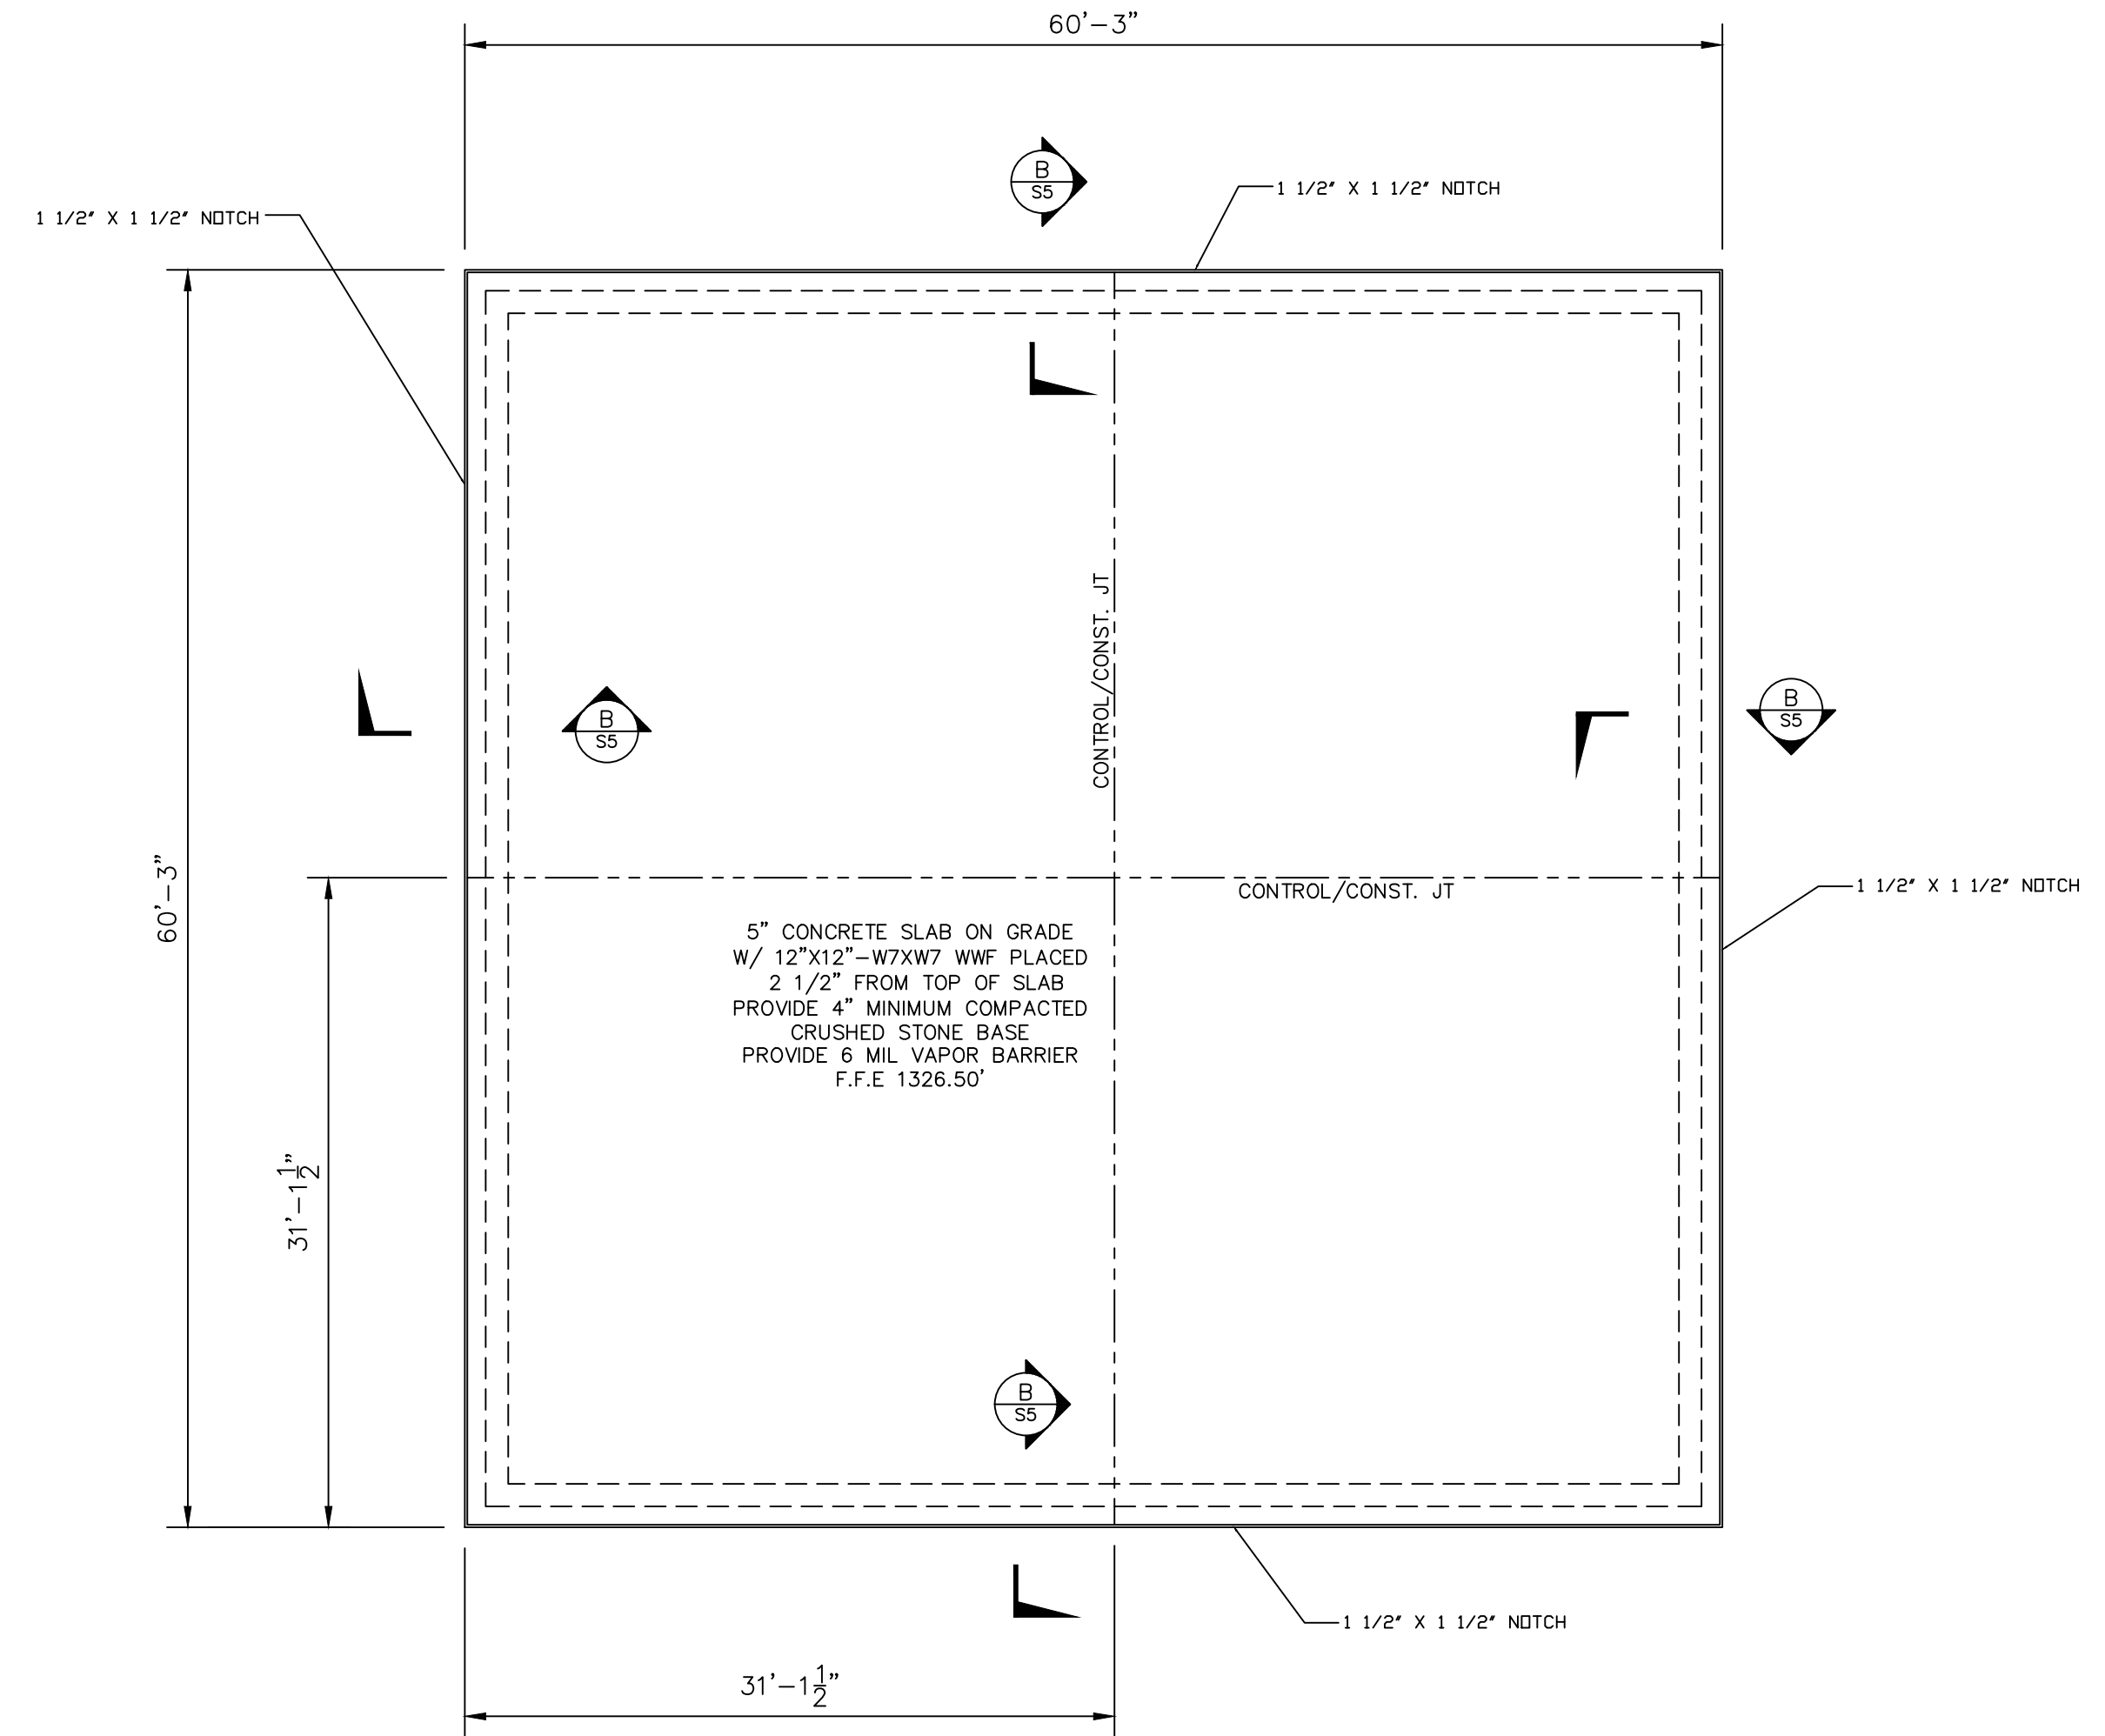 60'-3"
B
S5
1 1/2" X 1 1/2" NOTCH
1 1/2" X 1 1/2" NOTCH
CONTROL/CONST. JT
B
S5
B
S5
60'-3"
CONTROL/CONST. JT
1 1/2" X 1 1/2" NOTCH
5" CONCRETE SLAB ON GRADE
W/ 12"X12"-W7XW7 WWF PLACED
2 1/2" FROM TOP OF SLAB
PROVIDE 4" MINIMUM COMPACTED
CRUSHED STONE BASE
PROVIDE 6 MIL VAPOR BARRIER
F.F.E 1326.50'
31'-1 1/2"
B
S5
1 1/2" X 1 1/2" NOTCH
31'-1 1/2"